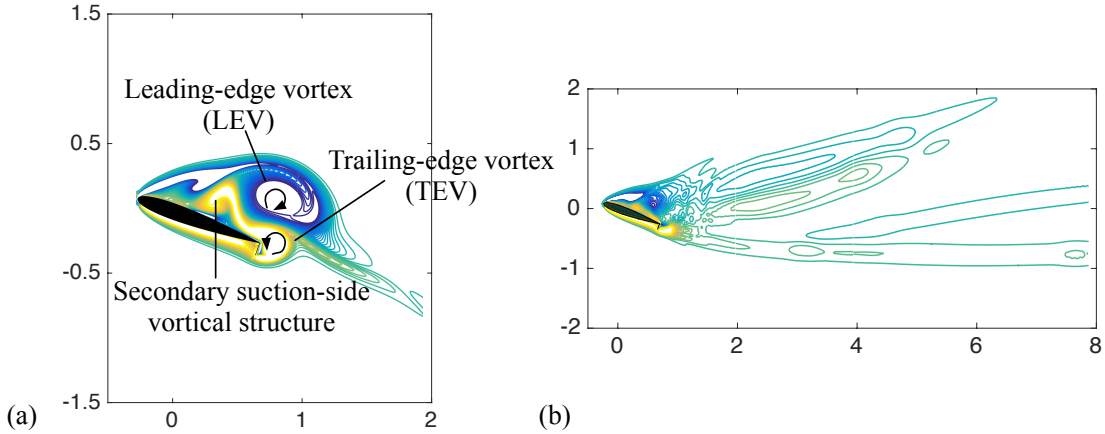 1.5
Leading-edge vortex
(LEV)
0.5
Trailing-edge vortex
(TEV)
-0.5
Secondary suction-side
vortical structure
-1.5
0
1
2
(a)
2
1
0
-1
-2
0
2
4
6
8
(b)